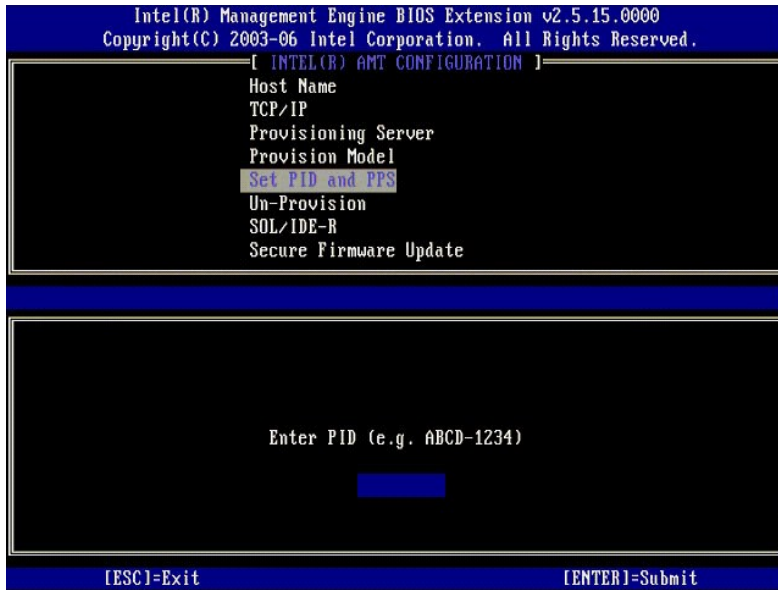 Intel(R) Management Engine BIOS Extension v2.5.15.0000
Copyright(C) 2003-06 Intel Corporation. All Rights Reserved.
[ INTEL(R) AMT CONFIGURATION ]
Host Name
TCP/IP
Provisioning Server
Provision Model
Set PID and PPS
Un-Provision
SOL/IDE-R
Secure Firmware Update
Enter PID (e.g. ABCD-1234)
[ESC]=Exit [ENTER]=Submit